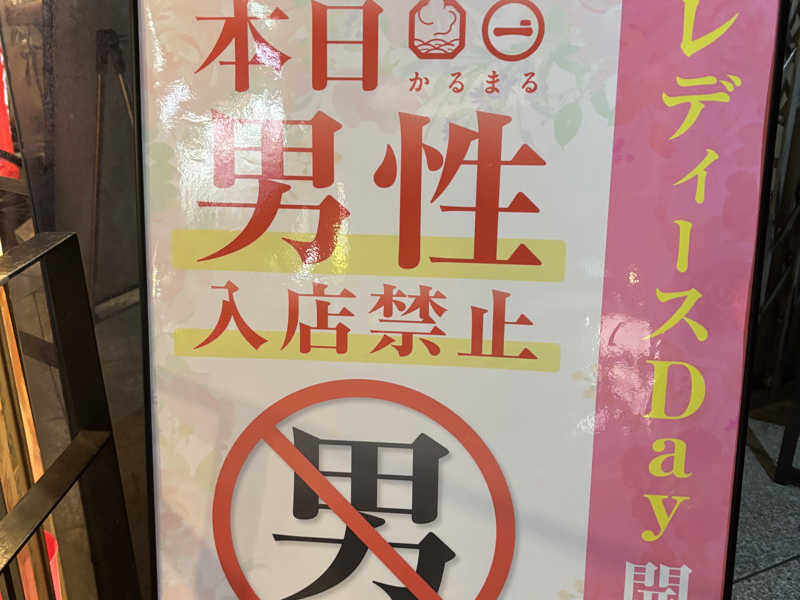 本日
かるまる
男性
入店禁止
男
レディースDay開